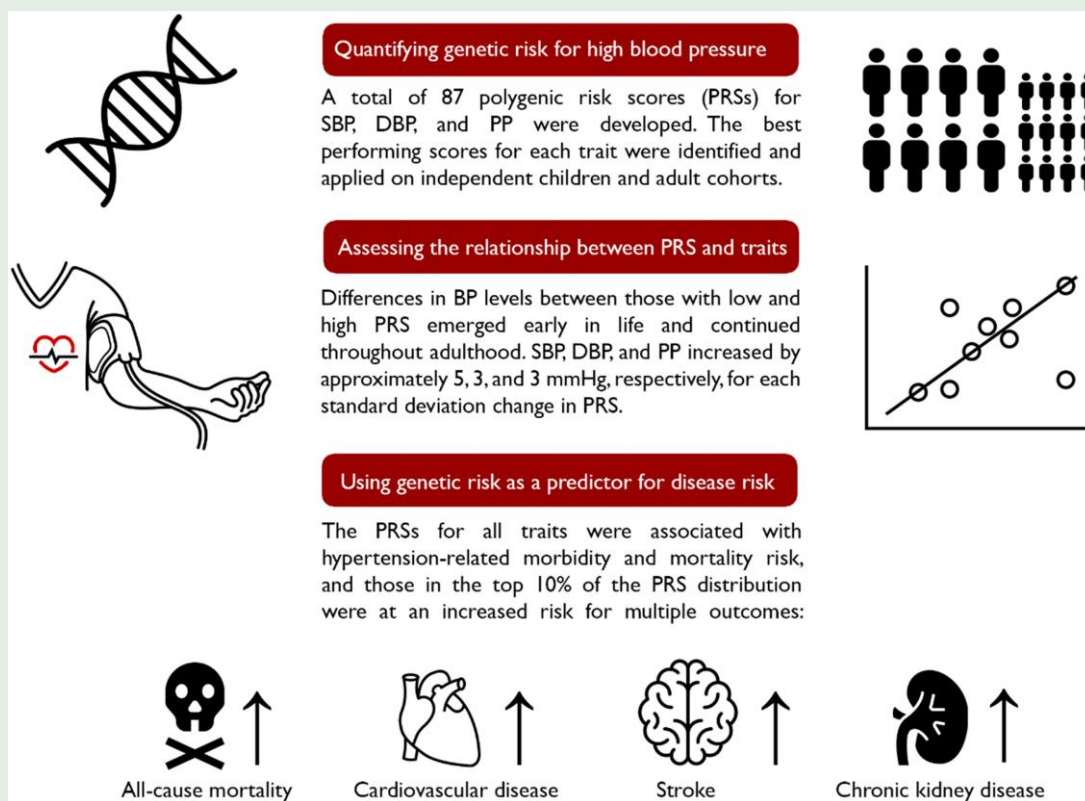 Quantifying genetic risk for high blood pressure
A total of 87 polygenic risk scores (PRSs) for
SBP, DBP, and PP were developed. The best
performing scores for each trait were identified and
applied on independent children and adult cohorts.
Assessing the relationship between PRS and traits
Differences in BP levels between those with low and
high PRS emerged early in life and continued
throughout adulthood. SBP, DBP, and PP increased by
approximately 5, 3, and 3 mmHg, respectively, for each
standard deviation change in PRS.
Using genetic risk as a predictor for disease risk
The PRSs for all traits were associated with
hypertension-related morbidity and mortality risk,
and those in the top 10% of the PRS distribution
were at an increased risk for multiple outcomes:
All-cause mortality
Cardiovascular disease
Stroke
Chronic kidney disease